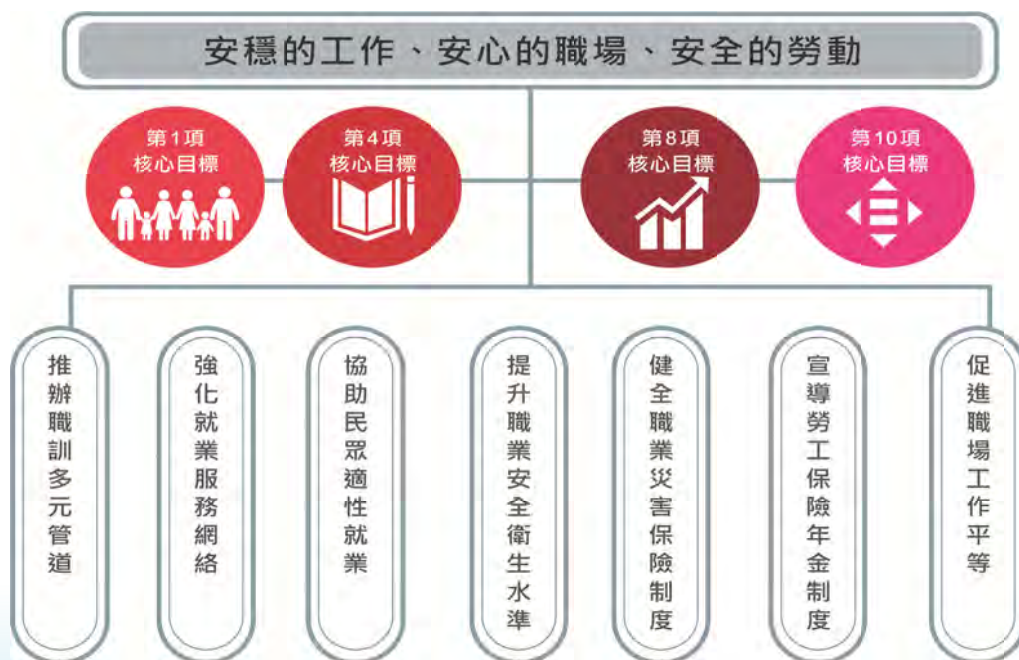 安穩的工作、安心的職場、安全的勞動
第1項
核心目標
第4項
核心目標
第8項
核心目標
第10項
核心目標
推辦職訓多元管道
強化就業服務網絡
協助民眾適性就業
提升職業安全衛生水準
健全職業災害保險制度
宣導勞工保險年金制度
促進職場工作平等